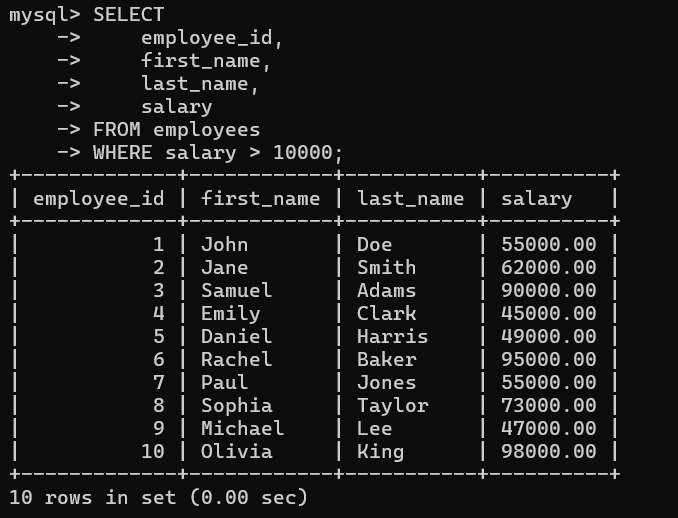 mysql> SELECT
    ->     employee_id,
    ->     first_name,
    ->     last_name,
    ->     salary
    -> FROM employees
    -> WHERE salary > 10000;
+-------------+------------+-----------+----------+
| employee_id | first_name | last_name | salary   |
+-------------+------------+-----------+----------+
|           1 | John       | Doe       | 55000.00 |
|           2 | Jane       | Smith     | 62000.00 |
|           3 | Samuel     | Adams     | 90000.00 |
|           4 | Emily      | Clark     | 45000.00 |
|           5 | Daniel     | Harris    | 49000.00 |
|           6 | Rachel     | Baker     | 95000.00 |
|           7 | Paul       | Jones     | 55000.00 |
|           8 | Sophia     | Taylor    | 73000.00 |
|           9 | Michael    | Lee       | 47000.00 |
|          10 | Olivia     | King      | 98000.00 |
+-------------+------------+-----------+----------+
10 rows in set (0.00 sec)